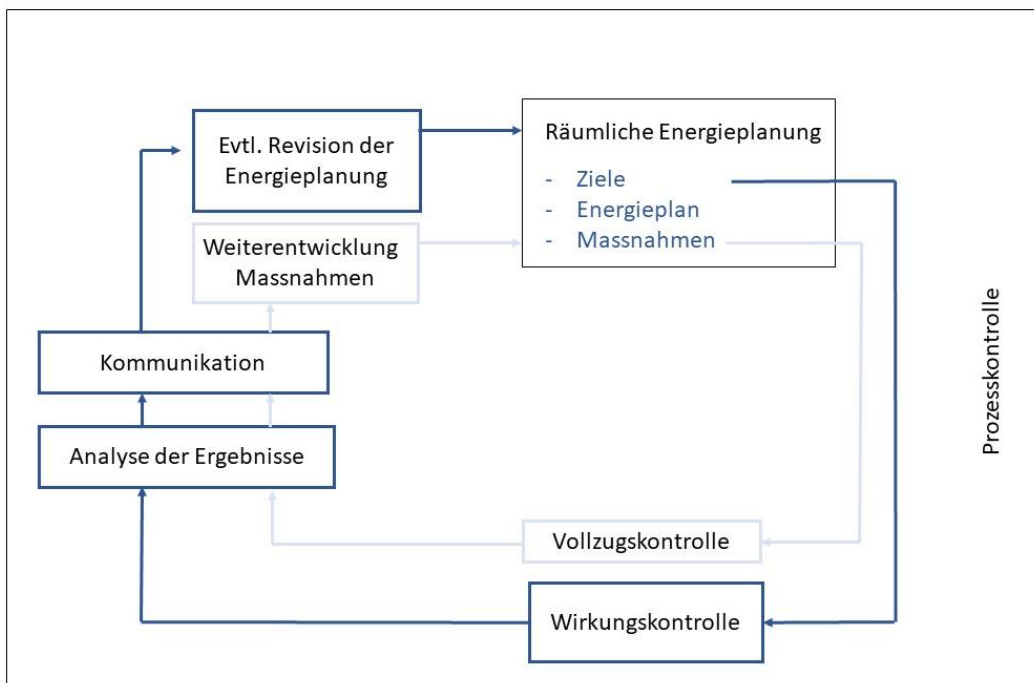 Evtl. Revision der
Energieplanung
Räumliche Energieplanung
- Ziele
- Energieplan
- Massnahmen
Weiterentwicklung
Massnahmen
Kommunikation
Analyse der Ergebnisse
Vollzugskontrolle
Wirkungskontrolle
Prozesskontrolle